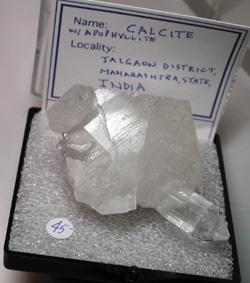 Name: CALCITE
W/ APOPHYLLITE
Locality:
JALGAON DISTRICT,
MAHARASHTRA, STATE,
INDIA
45-